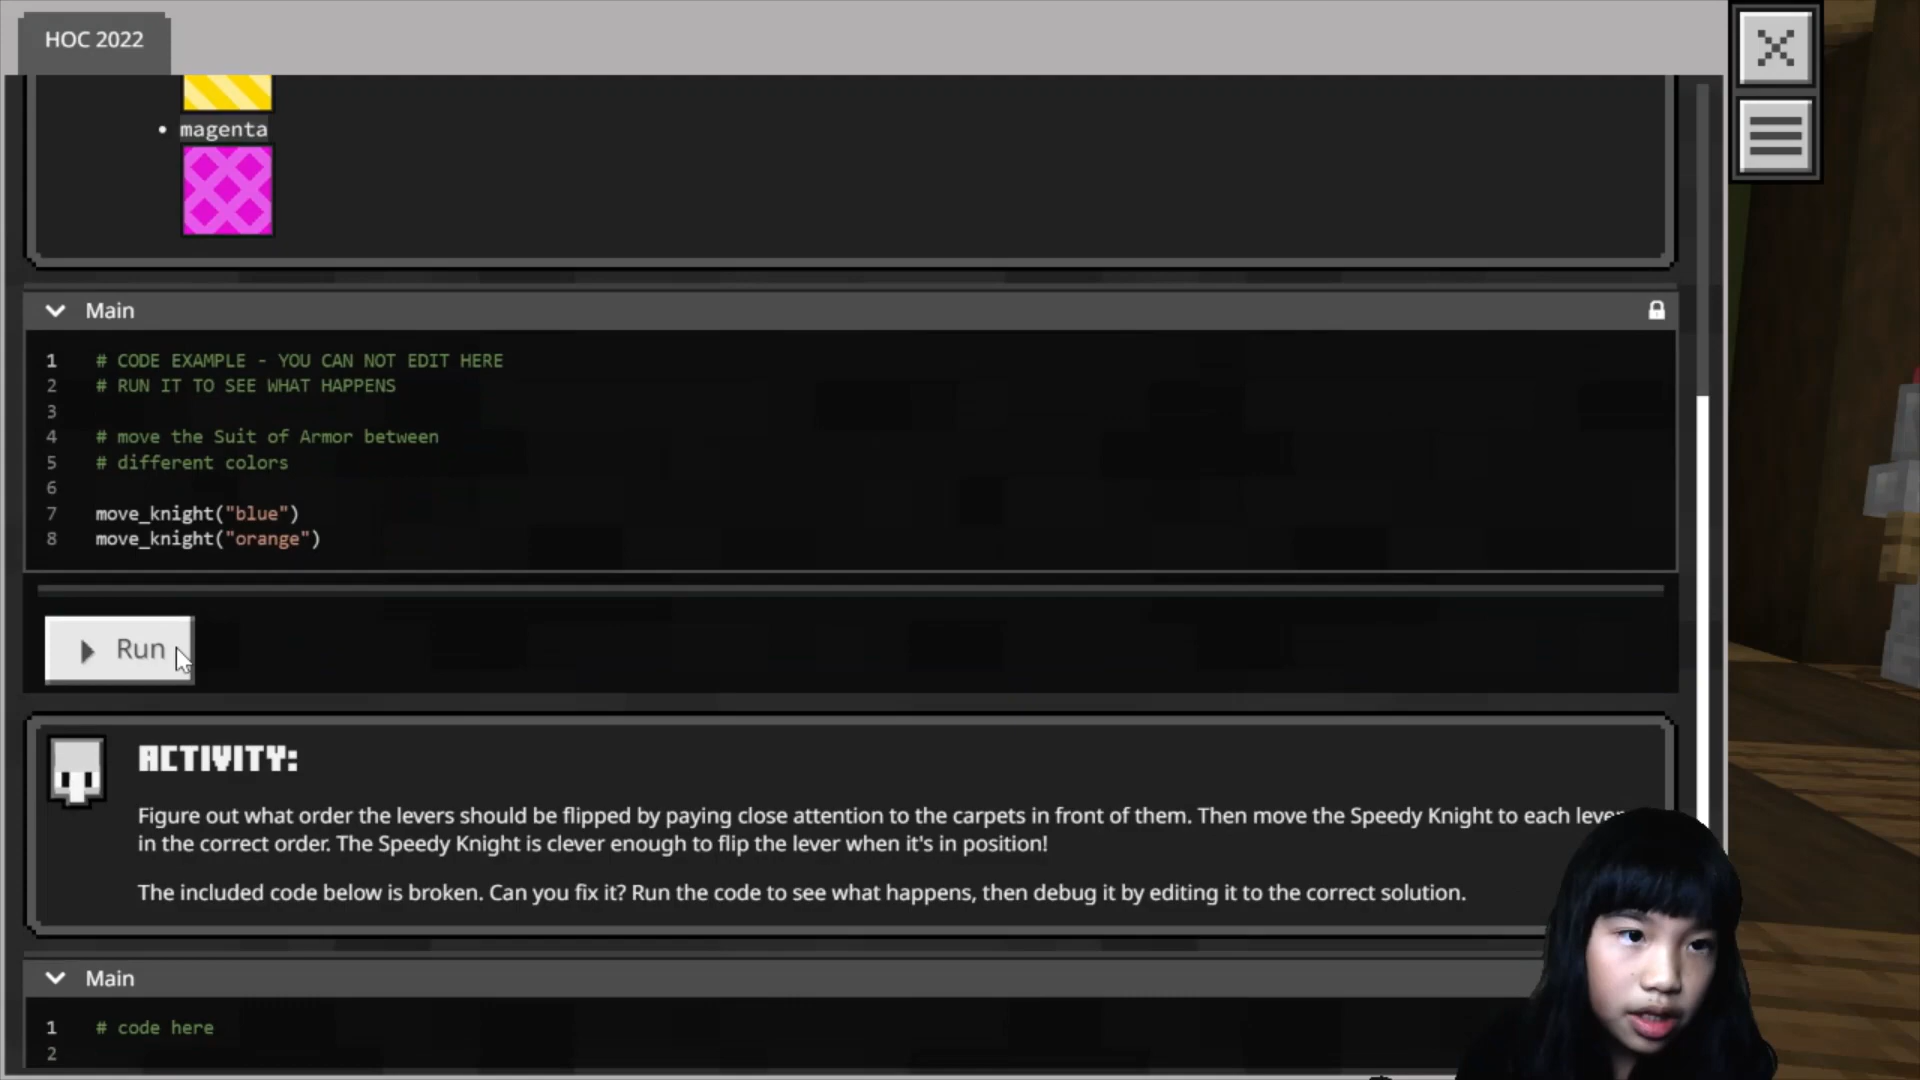 HOC 2022
• magenta
Main
1 # CODE EXAMPLE - YOU CAN NOT EDIT HERE
2 # RUN IT TO SEE WHAT HAPPENS
3
4 # move the Suit of Armor between
5 # different colors
6
7 move_knight("blue")
8 move_knight("orange")
Run
ACTIVITY:
Figure out what order the levers should be flipped by paying close attention to the carpets in front of them. Then move the Speedy Knight to each lever
in the correct order. The Speedy Knight is clever enough to flip the lever when it's in position!
The included code below is broken. Can you fix it? Run the code to see what happens, then debug it by editing it to the correct solution.
Main
1 # code here
2